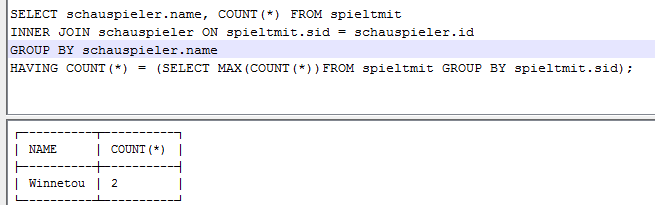 SELECT schauspieler.name, COUNT(*) FROM spieltmit
INNER JOIN schauspieler ON spieltmit.sid = schauspieler.id
GROUP BY schauspieler.name
HAVING COUNT(*) = (SELECT MAX(COUNT(*))FROM spieltmit GROUP BY spieltmit.sid);
NAME COUNT(*)
Winnetou 2